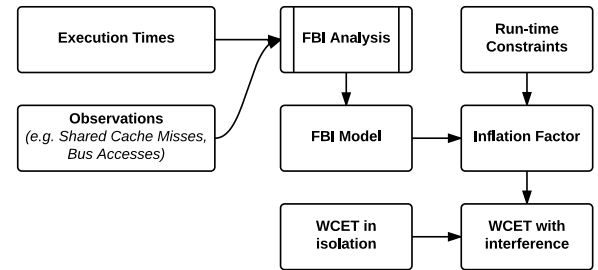 Execution Times
FBI Analysis
Run-time
Constraints
Observations
(e.g. Shared Cache Misses,
Bus Accesses)
FBI Model
Inflation Factor
WCET in
isolation
WCET with
interference